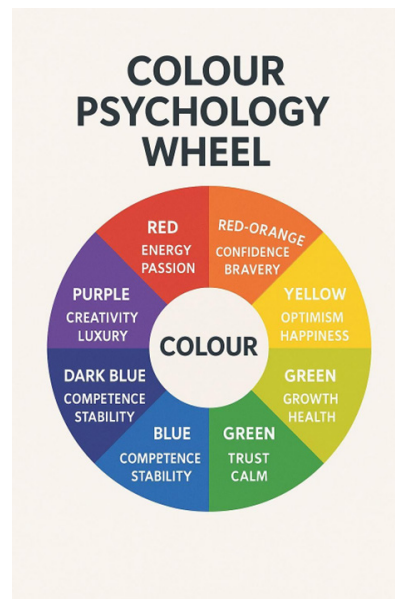 COLOUR
PSYCHOLOGY
WHEEL
RED
ENERGY
PASSION
RED-ORANGE
CONFIDENCE
BRAVERY
YELLOW
OPTIMISM
HAPPINESS
GREEN
GROWTH
HEALTH
GREEN
TRUST
CALM
BLUE
COMPETENCE
STABILITY
DARK BLUE
COMPETENCE
STABILITY
PURPLE
CREATIVITY
LUXURY
COLOUR